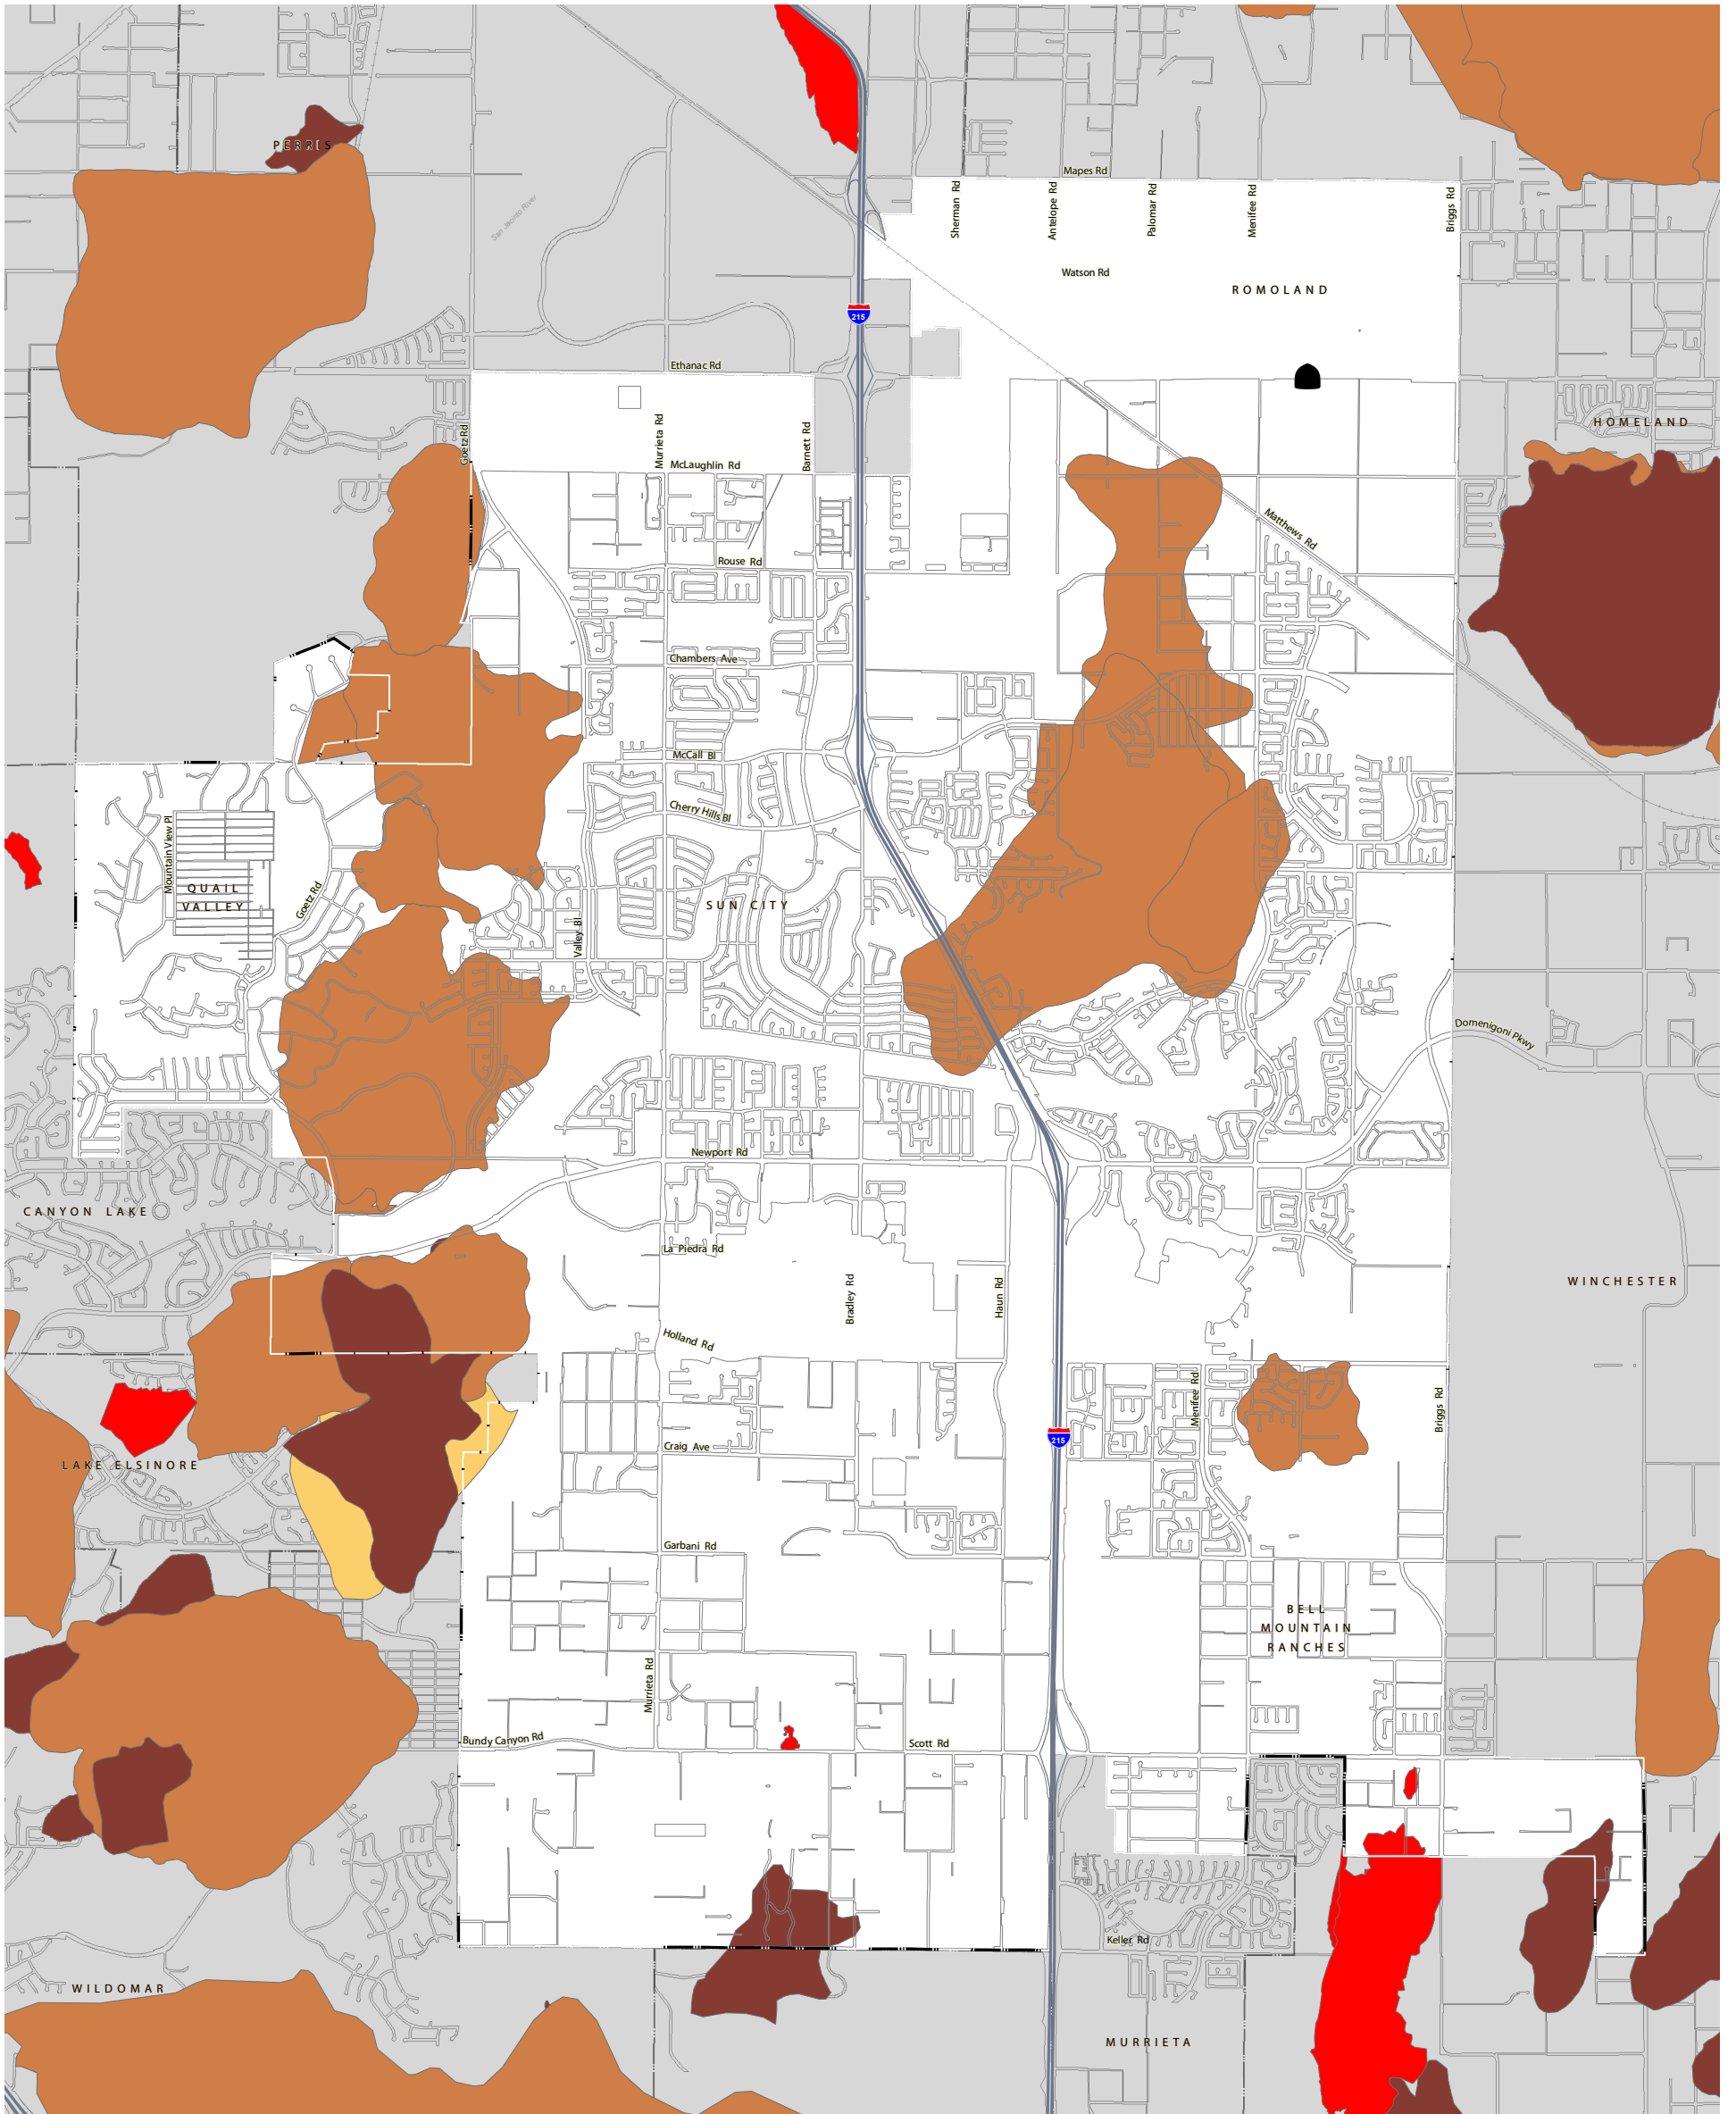 PERRIS
Mapes Rd
San Jacinto River
Sherman Rd
Antelope Rd
Palomar Rd
Menifee Rd
Briggs Rd
Watson Rd
ROMOLAND
215
Ethanac Rd
HOMELAND
Goetz Rd
Murrieta Rd
Barnett Rd
McLaughlin Rd
Matthews Rd
Rouse Rd
Chambers Ave
McCall Bl
Cherry Hills Bl
Mountain View Pl
QUAIL
VALLEY
Goetz Rd
SUN CITY
Valley Bl
Domenigoni Pkwy
Newport Rd
CANYON LAKE
La Piedra Rd
WINCHESTER
Bradley Rd
Haun Rd
Holland Rd
Menifee Rd
Briggs Rd
215
Craig Ave
LAKE ELSINORE
Garbani Rd
BELL
MOUNTAIN
RANCHES
Murrieta Rd
Bundy Canyon Rd
Scott Rd
Keller Rd
WILDOMAR
MURRIETA